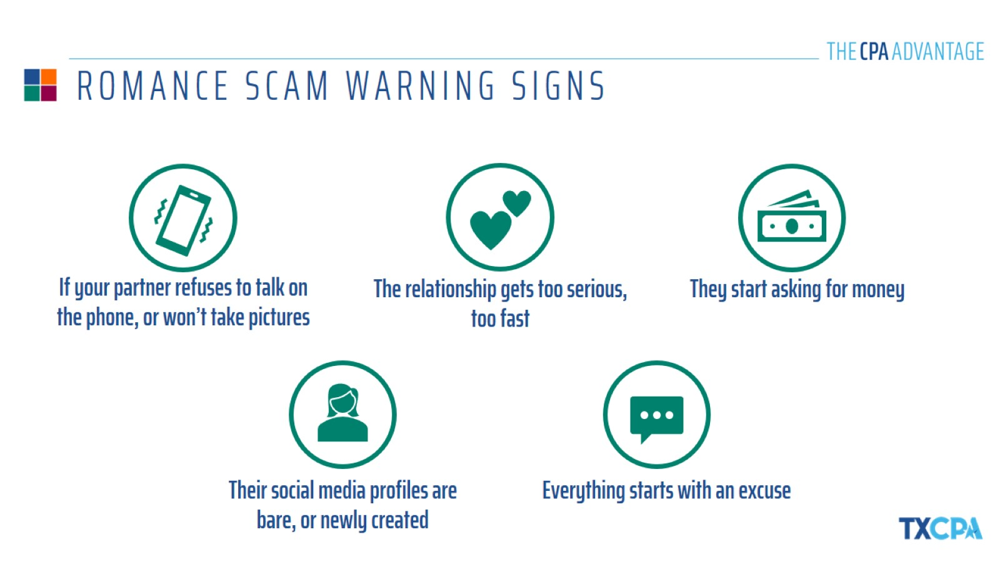 THE CPA ADVANTAGE
ROMANCE SCAM WARNING SIGNS
If your partner refuses to talk on
the phone, or won't take pictures
The relationship gets too serious,
too fast
They start asking for money
Their social media profiles are
bare, or newly created
Everything starts with an excuse
TXCPA